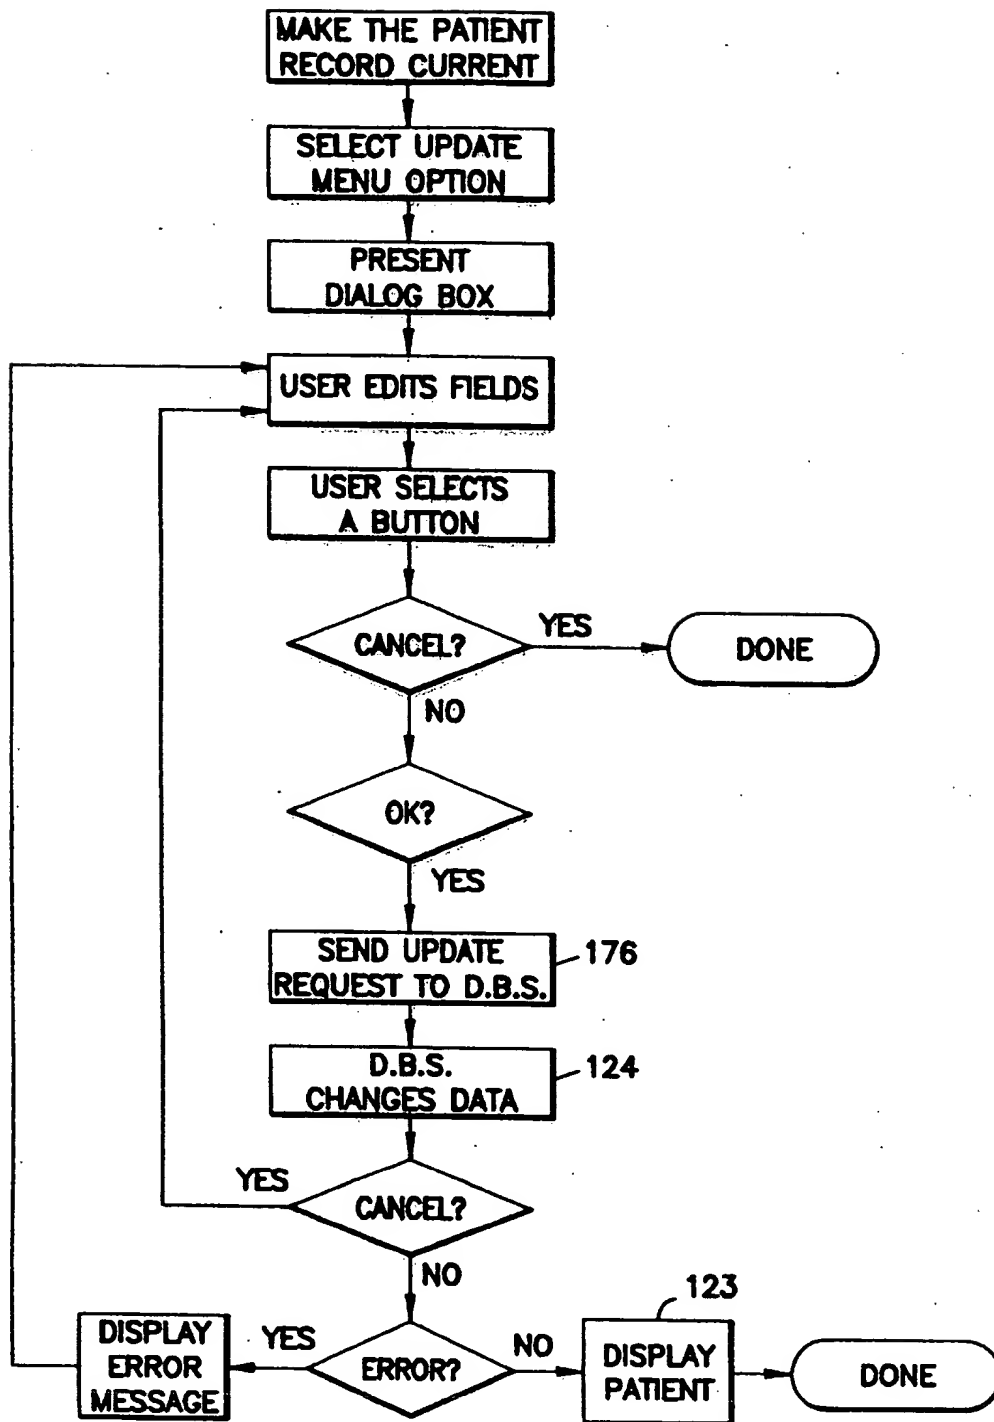 MAKE THE PATIENT
RECORD CURRENT
SELECT UPDATE
MENU OPTION
PRESENT
DIALOG BOX
USER EDITS FIELDS
USER SELECTS
A BUTTON
CANCEL?
YES
DONE
NO
OK?
YES
SEND UPDATE
REQUEST TO D.B.S.
176
D.B.S.
CHANGES DATA
124
YES
CANCEL?
NO
123
DISPLAY
ERROR
MESSAGE
YES
ERROR?
NO
DISPLAY
PATIENT
DONE